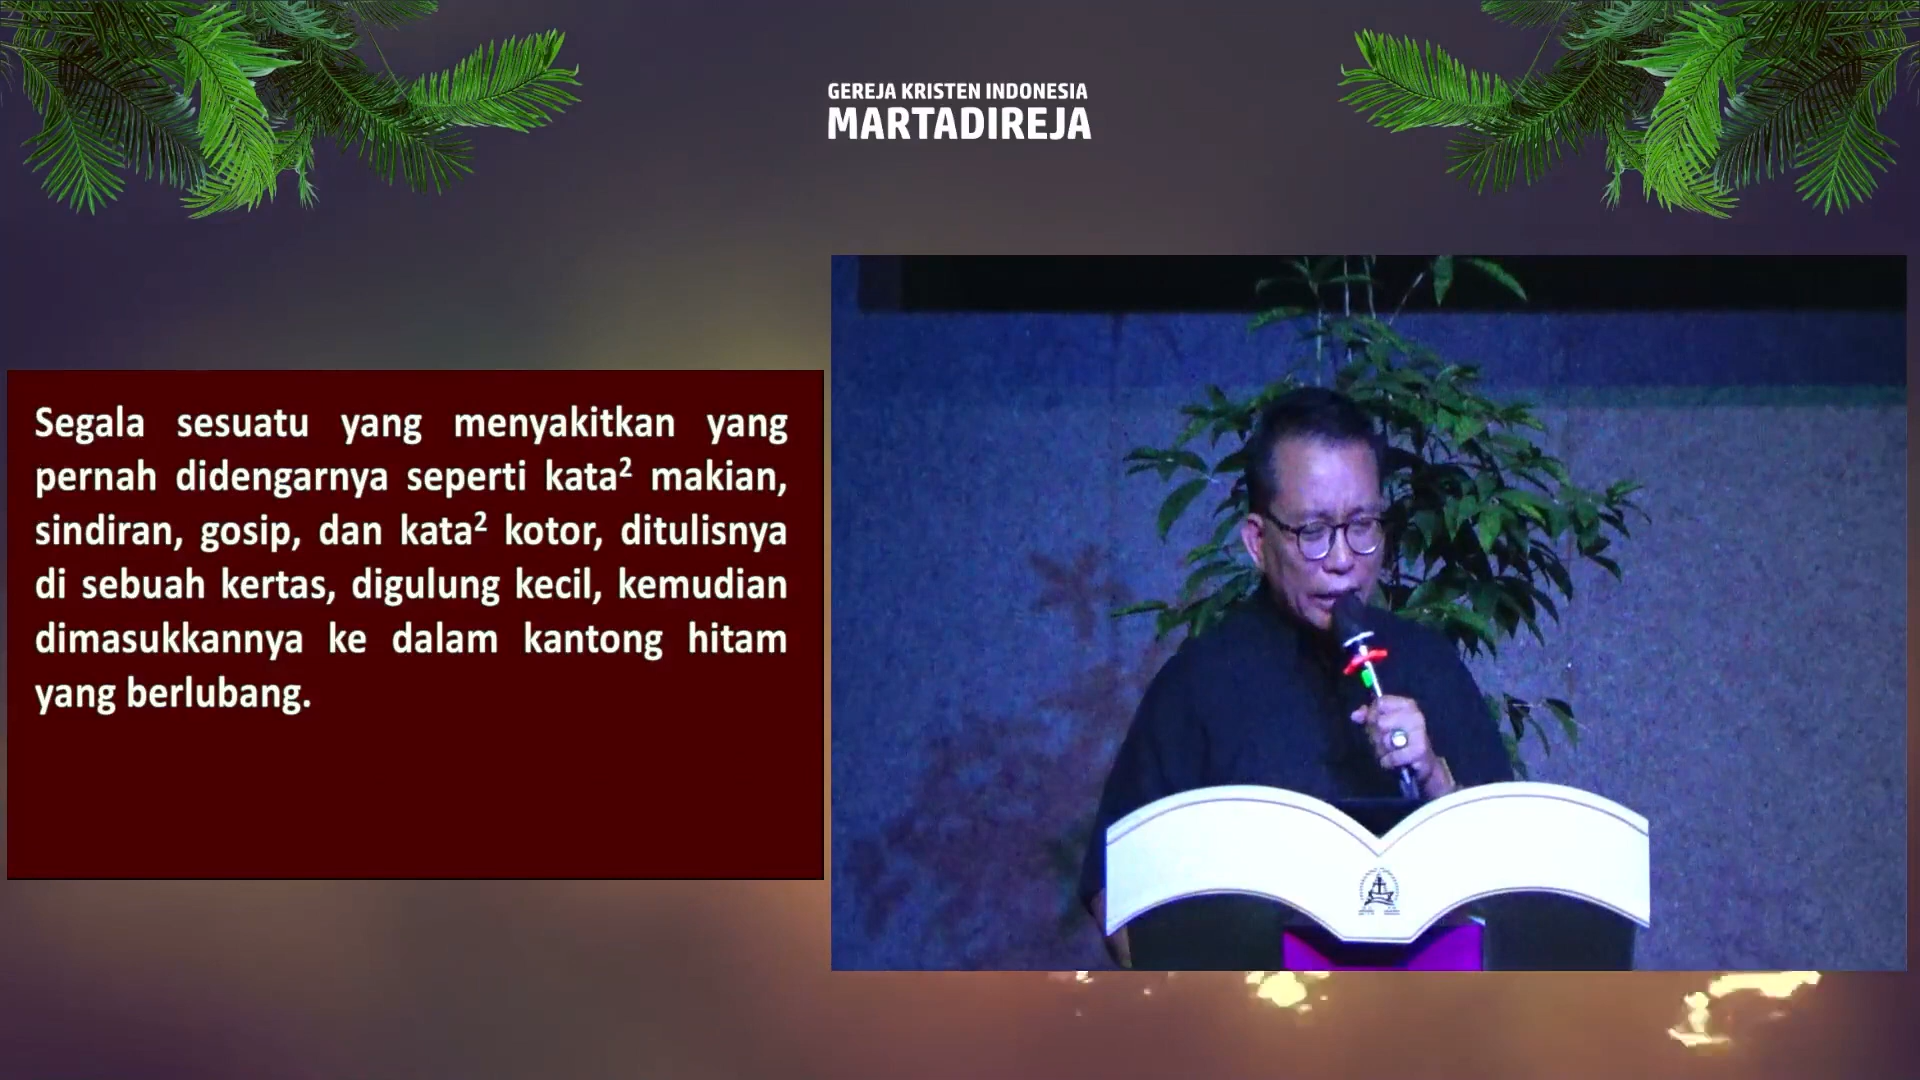 GEREJA KRISTEN INDONESIA
MARTADIREJA
Segala sesuatu yang menyakitkan yang
pernah didengarnya seperti kata² makian,
sindiran, gosip, dan kata² kotor, ditulisnya
di sebuah kertas, digulung kecil, kemudian
dimasukkannya ke dalam kantong hitam
yang berlubang.